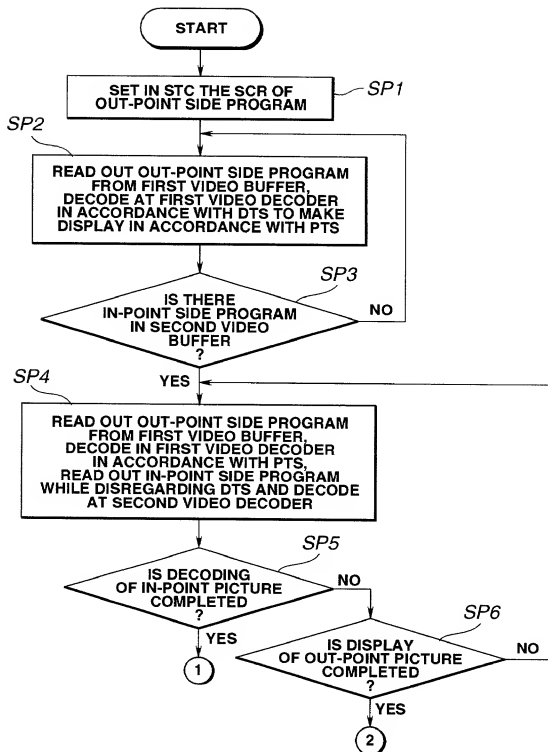 START
SET IN STC THE SCR OF
OUT-POINT SIDE PROGRAM
SP1
SP2
READ OUT OUT-POINT SIDE PROGRAM
FROM FIRST VIDEO BUFFER,
DECODE AT FIRST VIDEO DECODER
IN ACCORDANCE WITH DTS TO MAKE
DISPLAY IN ACCORDANCE WITH PTS
SP3
IS THERE
IN-POINT SIDE PROGRAM
IN SECOND VIDEO
BUFFER
?
NO
YES
SP4
READ OUT OUT-POINT SIDE PROGRAM
FROM FIRST VIDEO BUFFER,
DECODE IN FIRST VIDEO DECODER
IN ACCORDANCE WITH PTS,
READ OUT IN-POINT SIDE PROGRAM
WHILE DISREGARDING DTS AND DECODE
AT SECOND VIDEO DECODER
SP5
IS DECODING
OF IN-POINT PICTURE
COMPLETED
?
NO
YES
1
SP6
IS DISPLAY
OF OUT-POINT PICTURE
COMPLETED
?
NO
YES
2